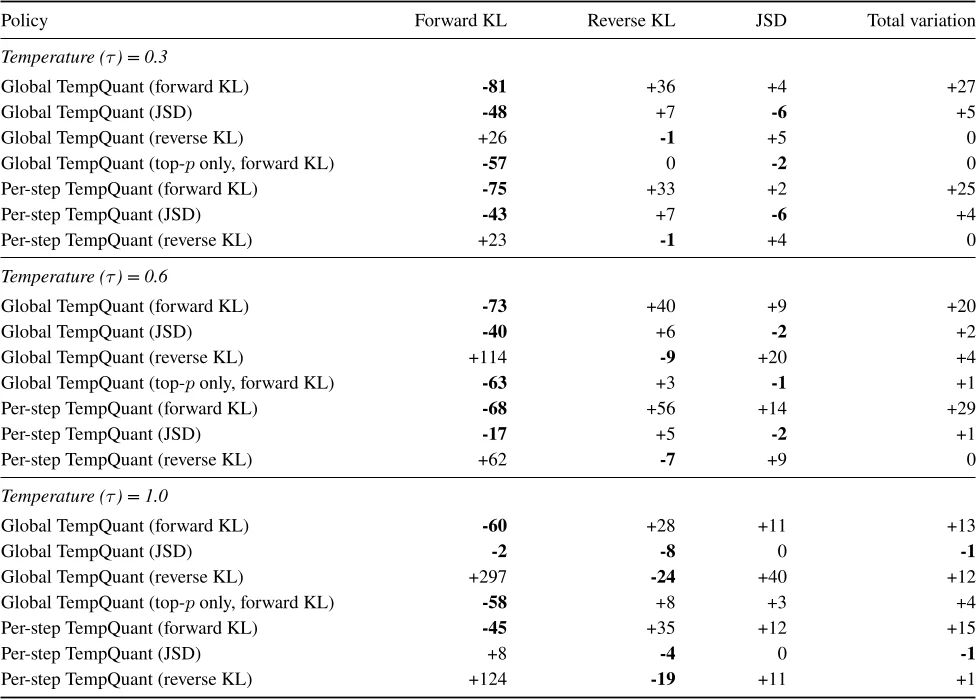 Policy Forward KL Reverse KL JSD Total variation
Temperature (τ) = 0.3
Global TempQuant (forward KL) -81 +36 +4 +27
Global TempQuant (JSD) -48 +7 -6 +5
Global TempQuant (reverse KL) +26 -1 +5 0
Global TempQuant (top-p only, forward KL) -57 0 -2 0
Per-step TempQuant (forward KL) -75 +33 +2 +25
Per-step TempQuant (JSD) -43 +7 -6 +4
Per-step TempQuant (reverse KL) +23 -1 +4 0
Temperature (τ) = 0.6
Global TempQuant (forward KL) -73 +40 +9 +20
Global TempQuant (JSD) -40 +6 -2 +2
Global TempQuant (reverse KL) +114 -9 +20 +4
Global TempQuant (top-p only, forward KL) -63 +3 -1 +1
Per-step TempQuant (forward KL) -68 +56 +14 +29
Per-step TempQuant (JSD) -17 +5 -2 +1
Per-step TempQuant (reverse KL) +62 -7 +9 0
Temperature (τ) = 1.0
Global TempQuant (forward KL) -60 +28 +11 +13
Global TempQuant (JSD) -2 -8 0 -1
Global TempQuant (reverse KL) +297 -24 +40 +12
Global TempQuant (top-p only, forward KL) -58 +8 +3 +4
Per-step TempQuant (forward KL) -45 +35 +12 +15
Per-step TempQuant (JSD) +8 -4 0 -1
Per-step TempQuant (reverse KL) +124 -19 +11 +1